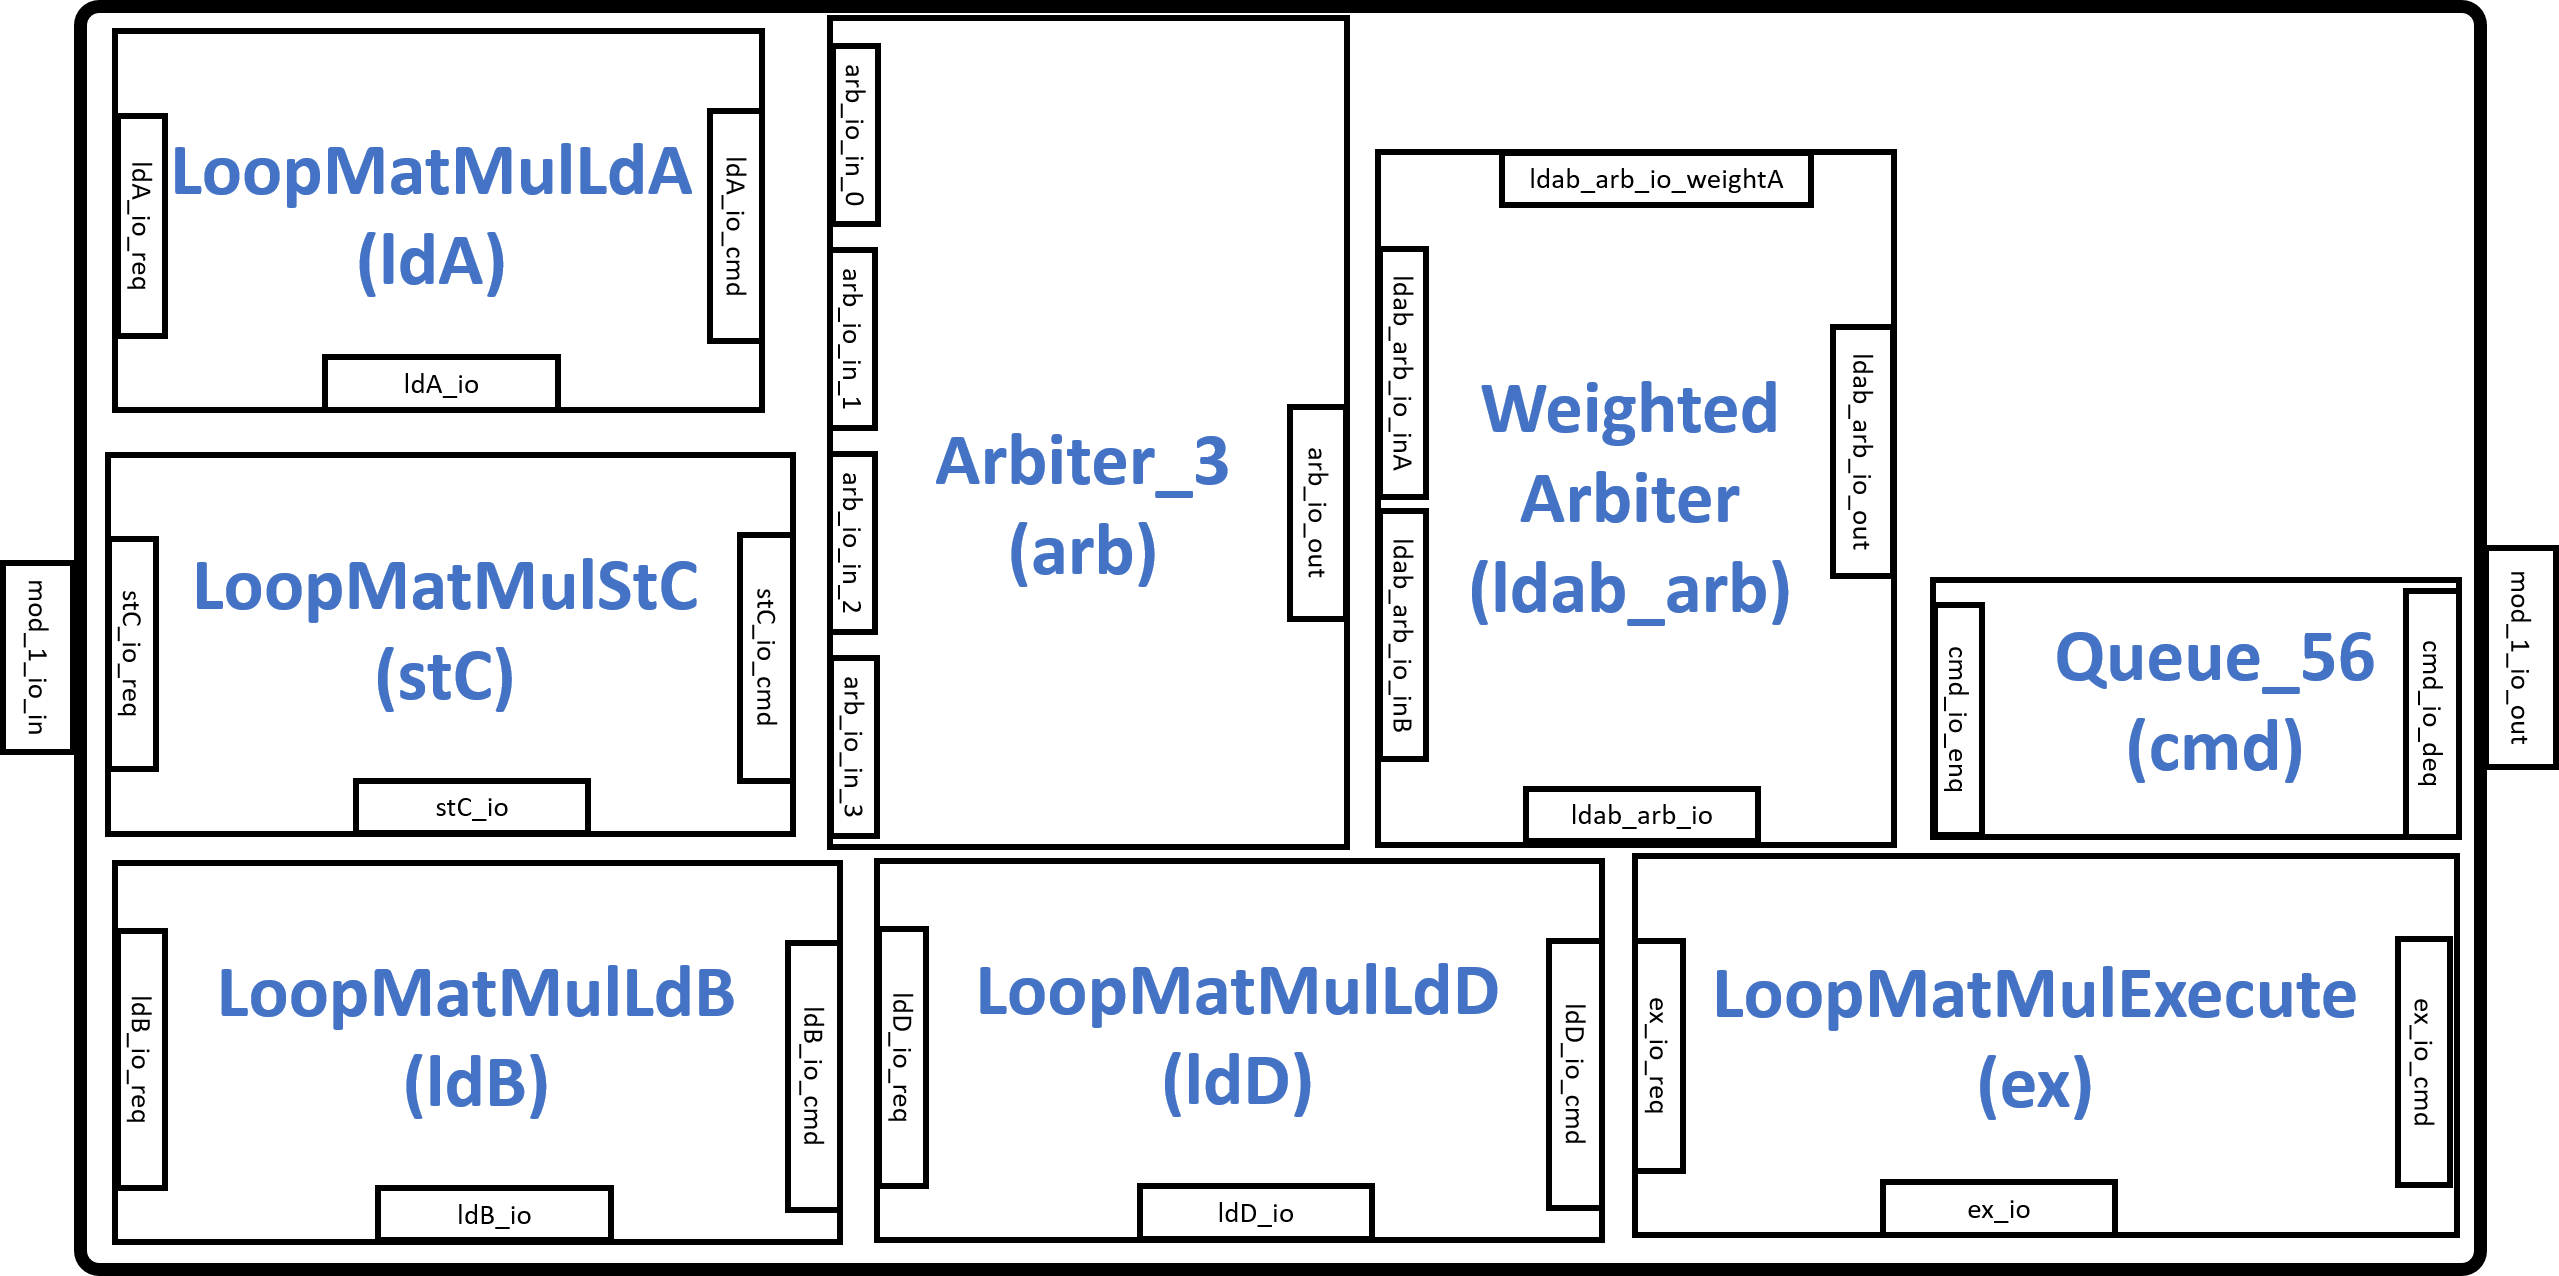 mod_1_io_in
LoopMatMulLdA
(ldA)
ldA_io_req
ldA_io_cmd
ldA_io
LoopMatMulStC
(stC)
stC_io_req
stC_io_cmd
stC_io
LoopMatMulLdB
(ldB)
ldB_io_req
ldB_io_cmd
ldB_io
arb_io_in_0
arb_io_in_1
arb_io_in_2
arb_io_in_3
Arbiter_3
(arb)
arb_io_out
ldab_arb_io_weightA
ldab_arb_io_inA
ldab_arb_io_inB
Weighted
Arbiter
(ldab_arb)
ldab_arb_io_out
ldab_arb_io
cmd_io_enq
Queue_56
(cmd)
cmd_io_deq
ldD_io_req
LoopMatMulLdD
(ldD)
ldD_io_cmd
ldD_io
ex_io_req
LoopMatMulExecute
(ex)
ex_io_cmd
ex_io
mod_1_io_out